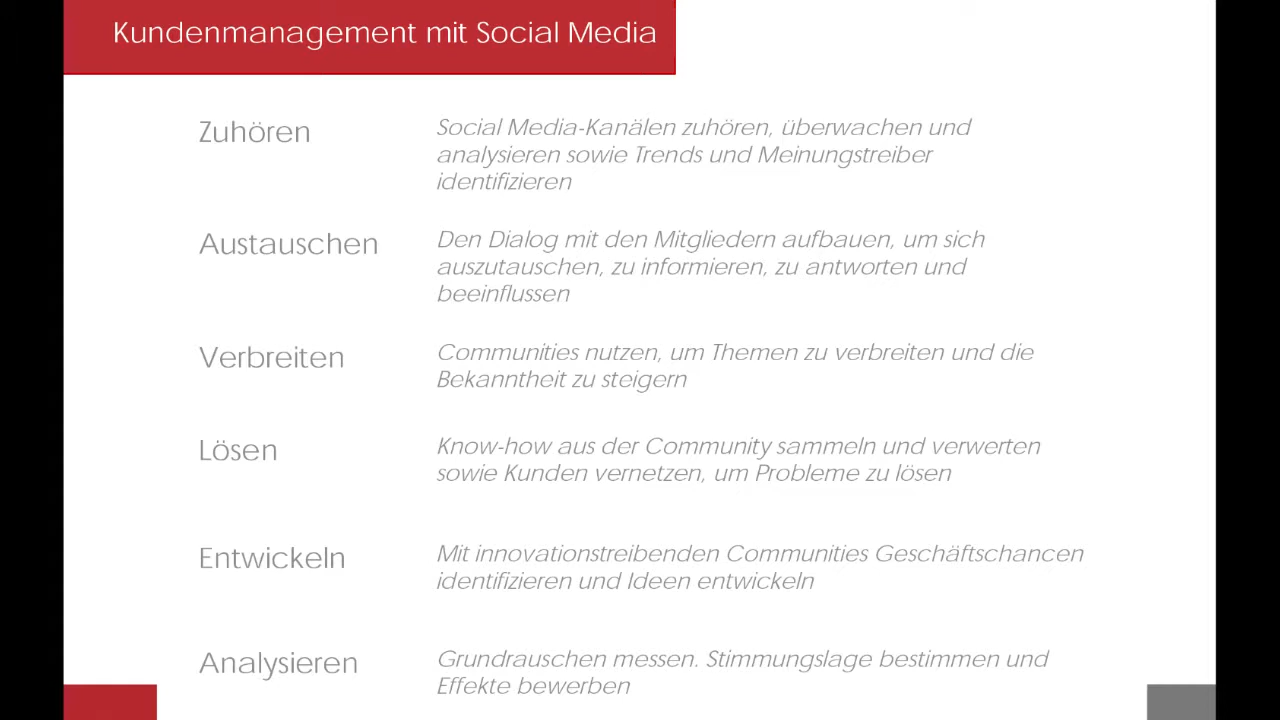 Kundenmanagement mit Social Media
Zuhören
Social Media-Kanälen zuhören, überwachen und
analysieren sowie Trends und Meinungstreiber
identifizieren
Austauschen
Den Dialog mit den Mitgliedern aufbauen, um sich
auszutauschen, zu informieren, zu antworten und
beeinflussen
Verbreiten
Communities nutzen, um Themen zu verbreiten und die
Bekanntheit zu steigern
Lösen
Know-how aus der Community sammeln und verwerten
sowie Kunden vernetzen, um Probleme zu lösen
Entwickeln
Mit innovationstreibenden Communities Geschäftschancen
identifizieren und Ideen entwickeln
Analysieren
Grundrauschen messen. Stimmungslage bestimmen und
Effekte bewerben